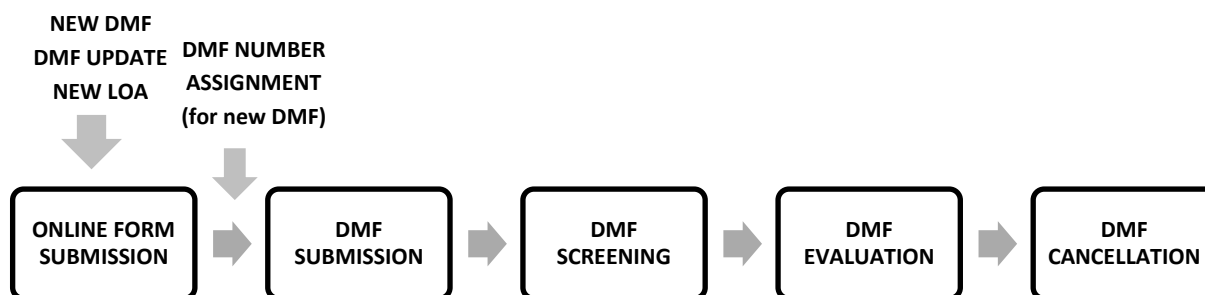 NEW DMF
DMF UPDATE
NEW LOA
DMF NUMBER
ASSIGNMENT
(for new DMF)
ONLINE FORM
SUBMISSION
DMF
SUBMISSION
DMF
SCREENING
DMF
EVALUATION
DMF
CANCELLATION